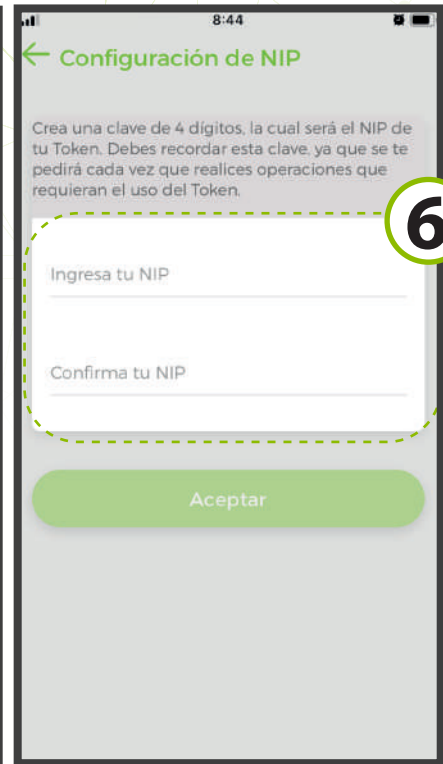 8:44
Configuración de NIP
Crea una clave de 4 dígitos, la cual será el NIP de
tu Token. Debes recordar esta clave, ya que se te
pedirá cada vez que realices operaciones que
requieran el uso del Token.
6
Ingresa tu NIP
Confirma tu NIP
Aceptar